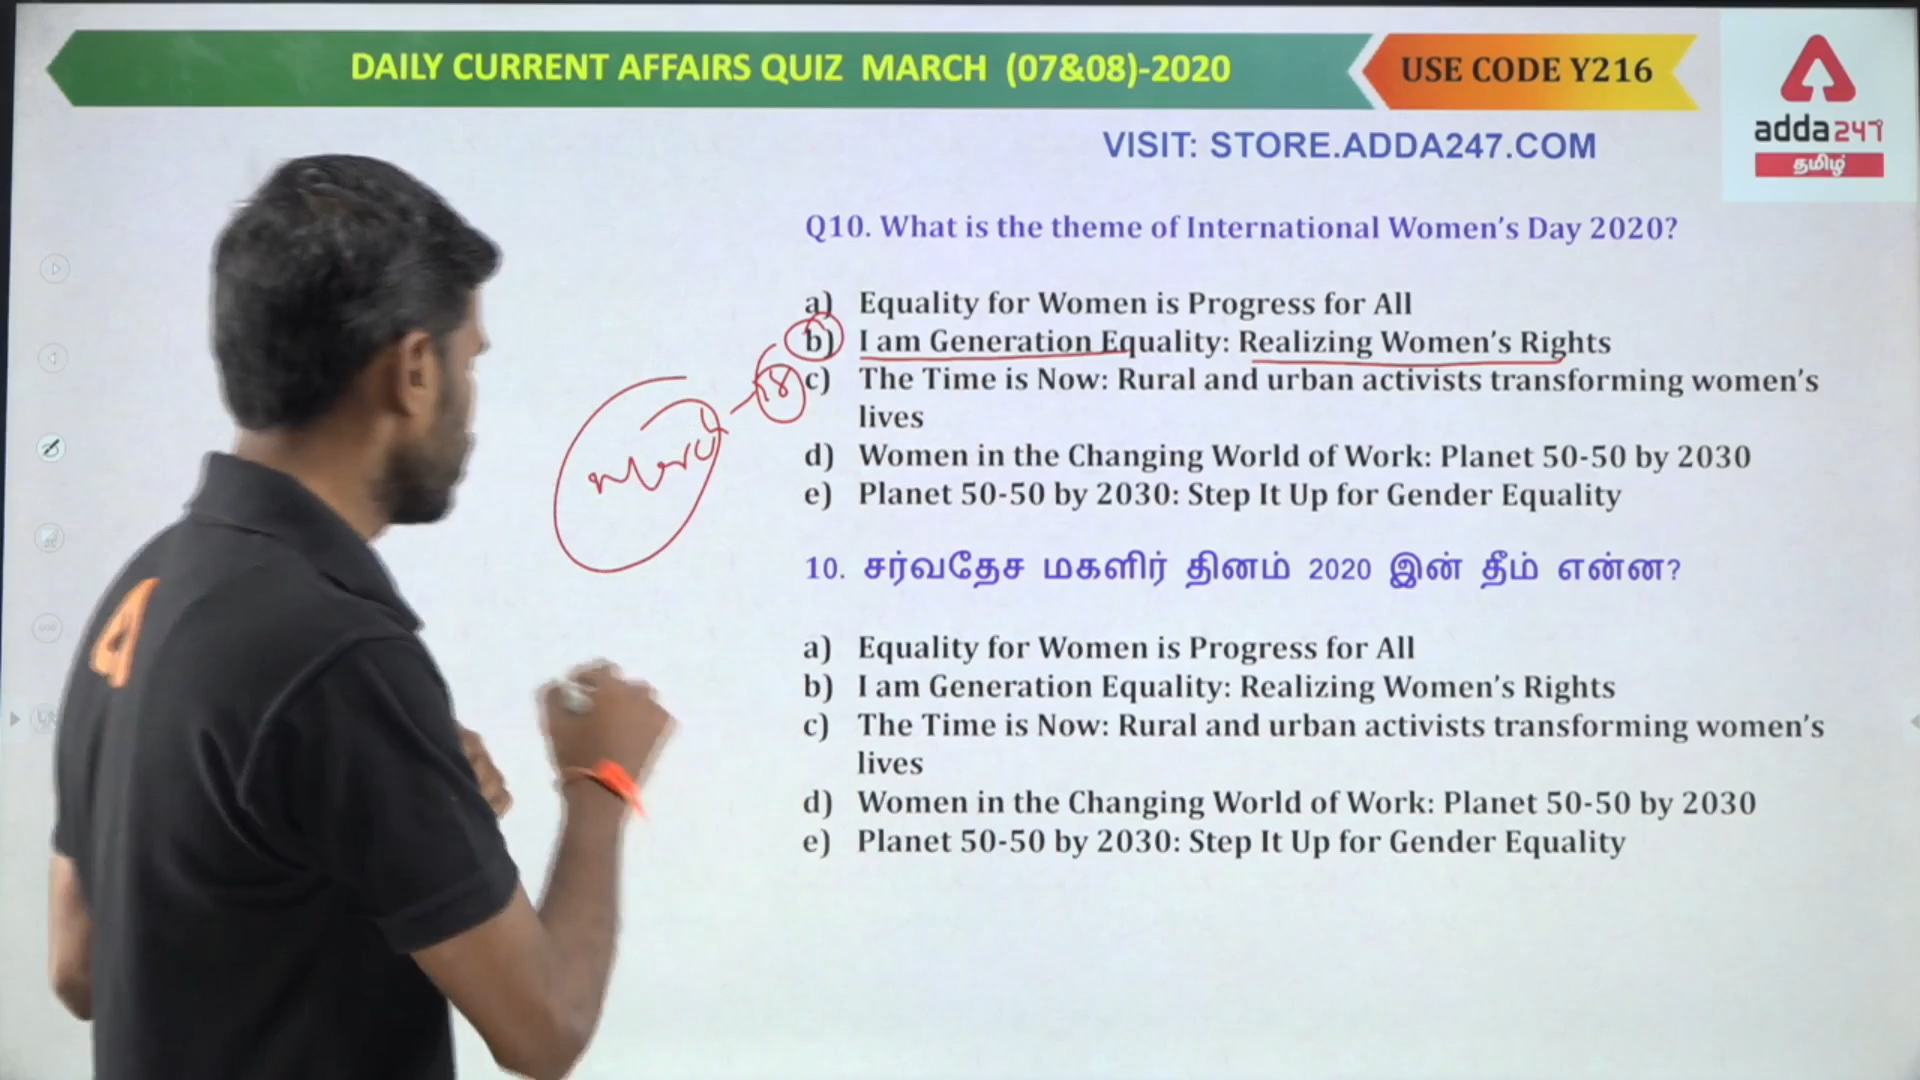 DAILY CURRENT AFFAIRS QUIZ MARCH (07&08)-2020
USE CODE Y216
adda247
தமிழ்
VISIT: STORE.ADDA247.COM
Q10. What is the theme of International Women's Day 2020?
a) Equality for Women is Progress for All
b) I am Generation Equality: Realizing Women's Rights
c) The Time is Now: Rural and urban activists transforming women's
lives
d) Women in the Changing World of Work: Planet 50-50 by 2030
e) Planet 50-50 by 2030: Step It Up for Gender Equality
March
8
10. சர்வதேச மகளிர் தினம் 2020 இன் தீம் என்ன?
a) Equality for Women is Progress for All
b) I am Generation Equality: Realizing Women's Rights
c) The Time is Now: Rural and urban activists transforming women's
lives
d) Women in the Changing World of Work: Planet 50-50 by 2030
e) Planet 50-50 by 2030: Step It Up for Gender Equality